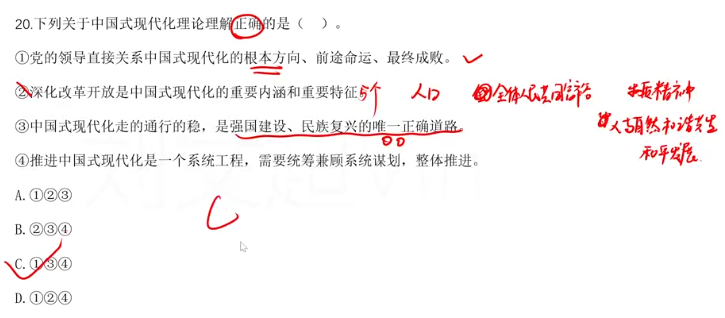 20.下列关于中国式现代化理论理解正确的是（ ）。
①党的领导直接关系中国式现代化的根本方向、前途命运、最终成败。
②深化改革开放是中国式现代化的重要内涵和重要特征。
5个 人口 全体人民共同富裕 物质精神
③中国式现代化走的通行的稳，是强国建设、民族复兴的唯一正确道路。
人与自然和谐共生
④推进中国式现代化是一个系统工程，需要统筹兼顾系统谋划，整体推进。
和平发展
A.①②③
B.②③④
C
C.①③④
D.①②④